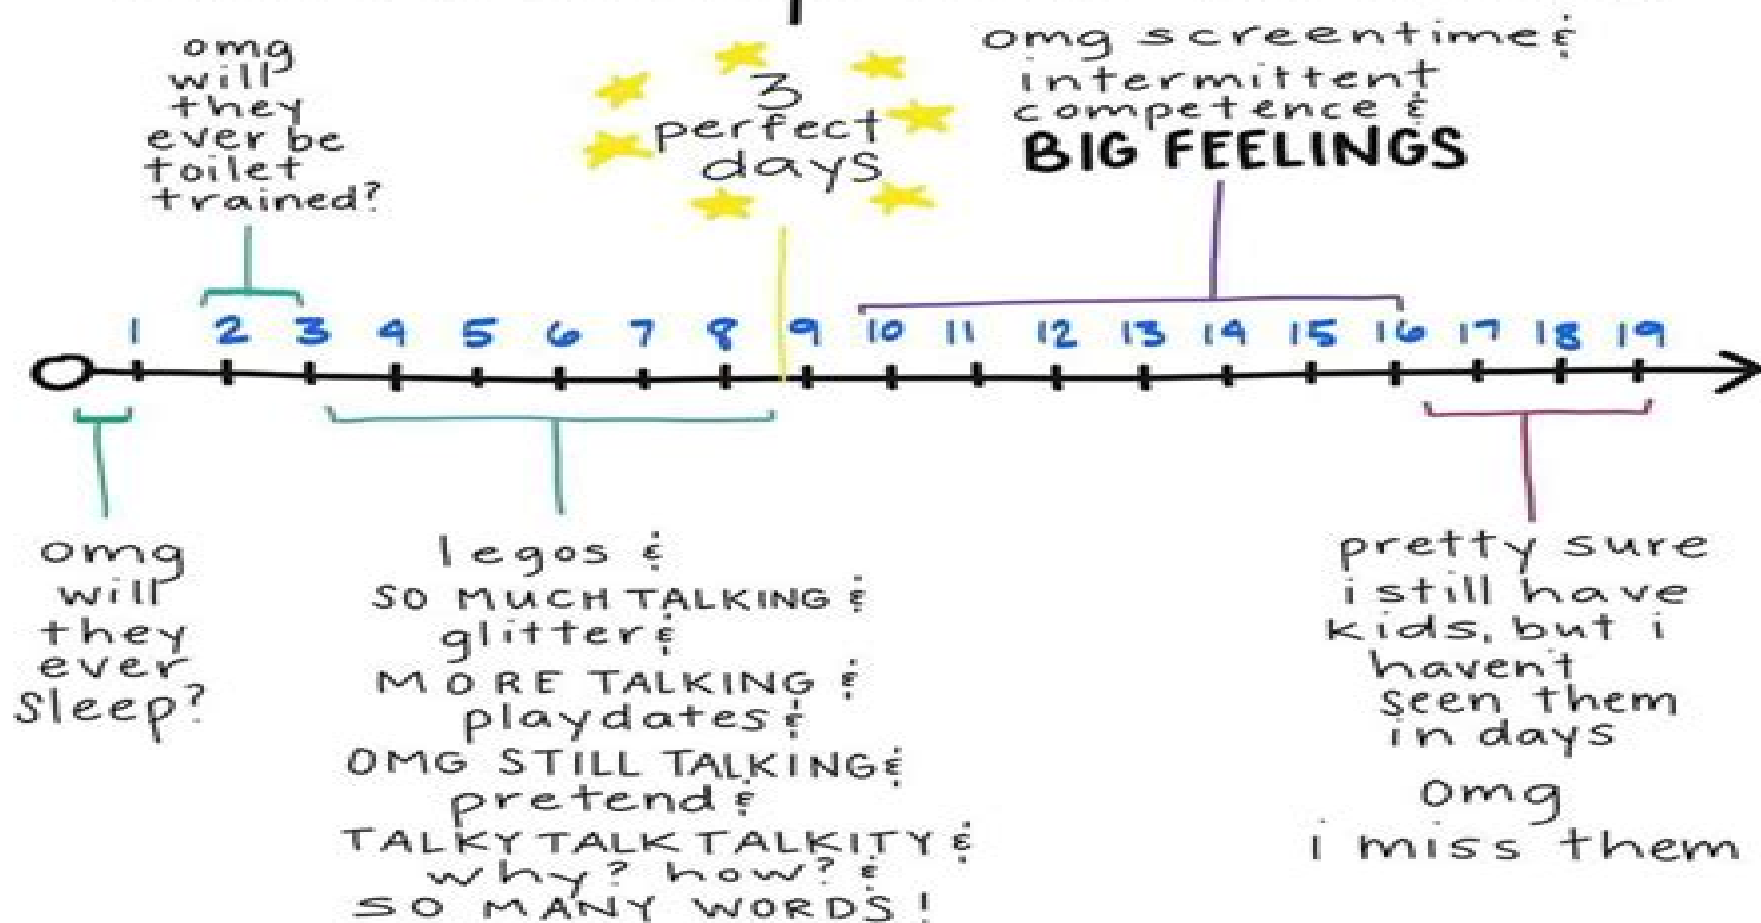 omg
will
they
ever be
toilet
trained?
3
perfect
days
omg screentime &
intermittent
competence &
BIG FEELINGS
1 2 3 4 5 6 7 8 9 10 11 12 13 14 15 16 17 18 19
omg
will
they
ever
sleep?
legos &
SO MUCH TALKING &
glitter &
MORE TALKING &
playdates &
OMG STILL TALKING &
pretend &
TALKY TALK TALKITY &
why? how? &
SO MANY WORDS!
pretty sure
i still have
kids, but i
haven't
seen them
in days
omg
i miss them